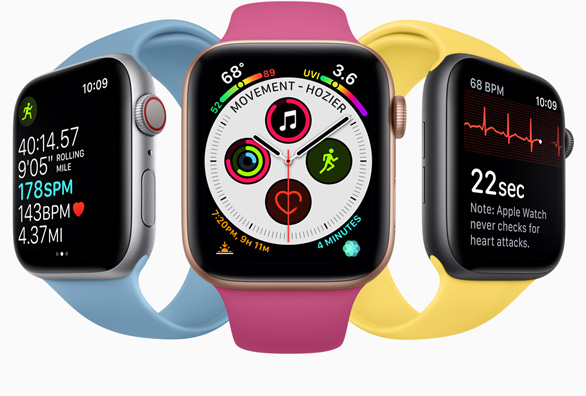 10:09
40:14.57
9'05" ROLLING MILE
178SPM
143BPM
4.37MI
68°
52
89
UVI
3.6
MOVEMENT - HOZIER
7:20PM, 9H 11M
4 MINUTES
68 BPM
10:09
22sec
Note: Apple Watch
never checks for
heart attacks.